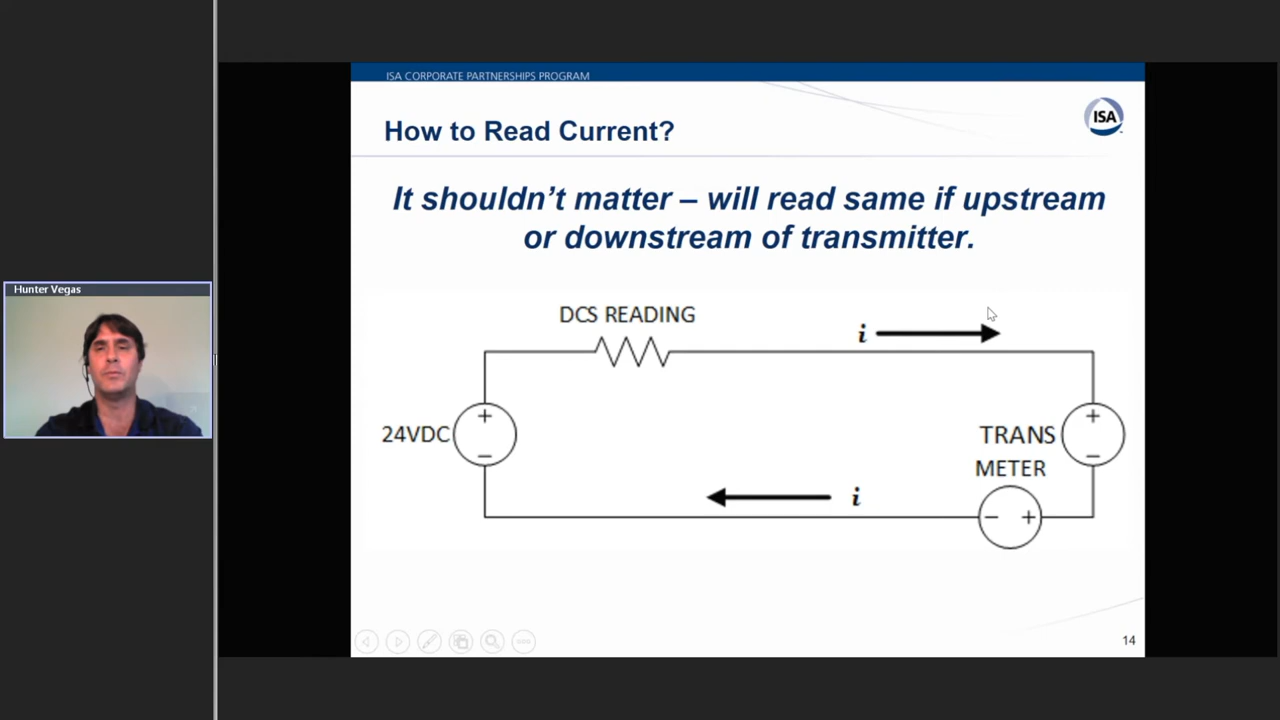 ISA CORPORATE PARTNERSHIPS PROGRAM
ISA
How to Read Current?
It shouldn't matter – will read same if upstream
or downstream of transmitter.
Hunter Vegas
DCS READING
i
+
+
24VDC
TRANS
−
−
METER
i
− +
14